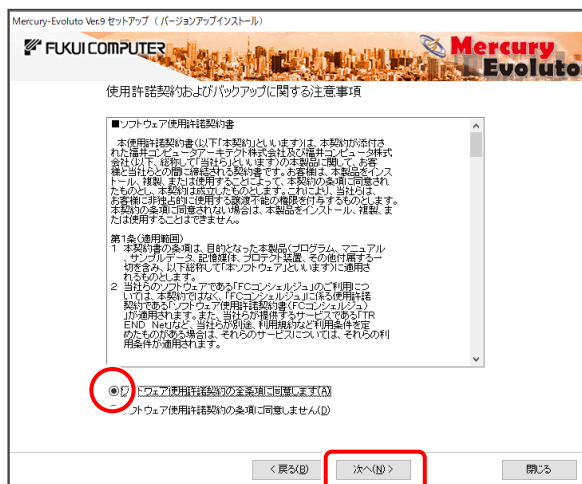 Mercury-Evoluto Ver.9 セットアップ（バージョンアップインストール）
FUKUI COMPUTER
Mercury
Evoluto
使用許諾契約およびバックアップに関する注意事項
■ソフトウェア使用許諾契約書
本使用許諾契約書(以下「本契約」といいます)は、本契約が添付さ
れた福井コンピュータアーキテクト株式会社及び福井コンピュータ株式
会社(以下、総称して「当社ら」といいます)の本製品に関して、お客
様と当社らとの間に締結される契約書です。お客様は、本製品をインス
トール、複製、または使用することによって、本契約の条項に同意され
たものとし、本契約は成立したものとします。これにより、当社らは、
お客様に非独占的に使用する譲渡不能の権限を付与するものとします。
本契約の条項に同意されない場合は、本製品をインストール、複製、ま
たは使用することはできません。
第1条(適用範囲)
1 本契約書の条項は、目的となった本製品(プログラム、マニュアル
、サンプルデータ、記憶媒体、プロテクト装置、その他付属する一
切を含み、以下総称して「本ソフトウェア」といいます)に適用さ
れるものとします。
2 当社らのソフトウェアである「FCコンシェルジュ」のご利用につ
いては、本契約ではなく、「FCコンシェルジュ」に係る使用許諾
契約である「ソフトウェア使用許諾契約書(FCコンシェルジュ)
」が適用されます。また、当社らが提供するサービスである「TR
END Net」など、当社らが別途、利用規約など利用条件を定
めたものがある場合は、それらのサービスについては、それらの利
用条件が適用されます。
ソフトウェア使用許諾契約の全条項に同意します(A)
ソフトウェア使用許諾契約の条項に同意しません(D)
< 戻る(B) 次へ(N) > 閉じる